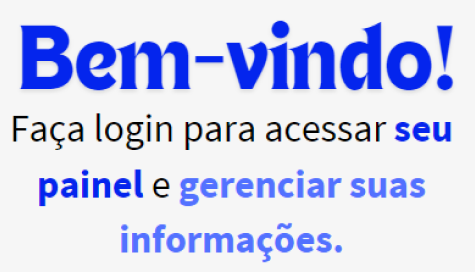 Bem-vindo!
Faça login para acessar seu
painel e gerenciar suas
informações.